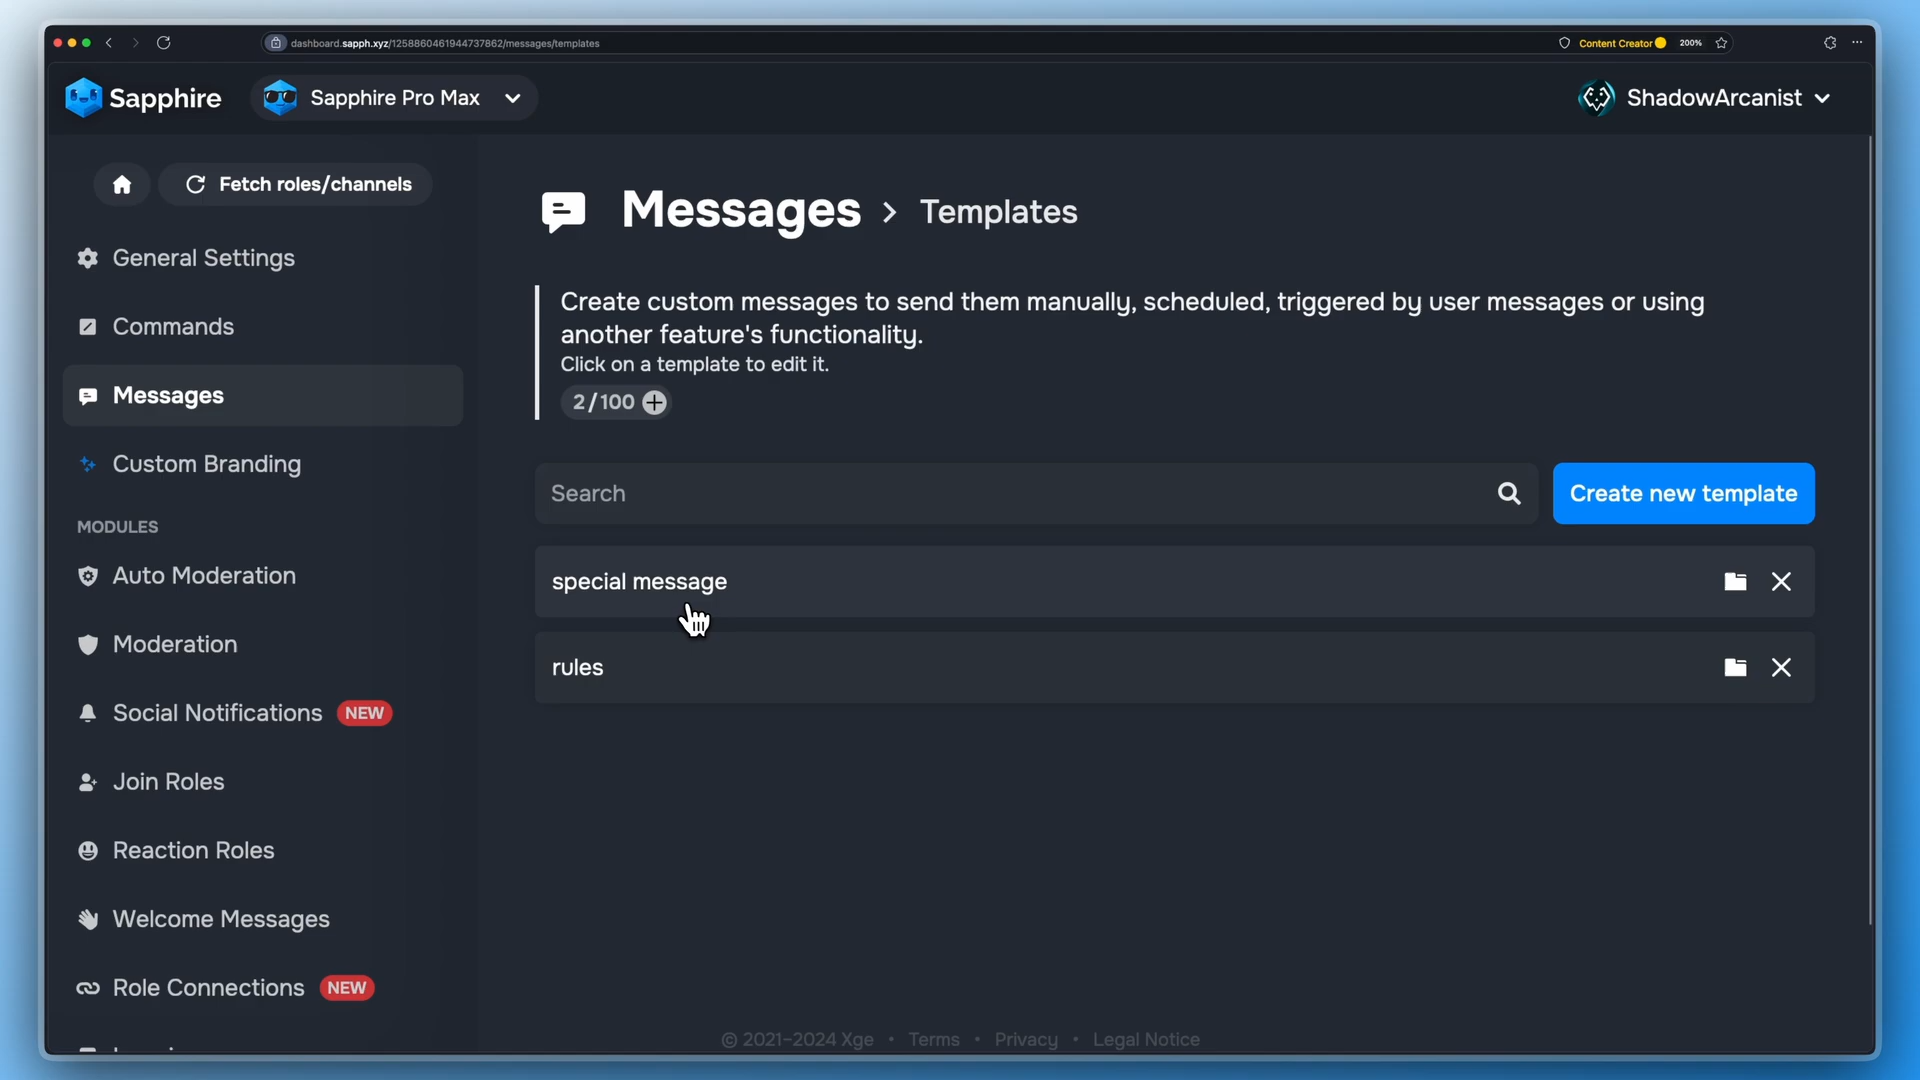 dashboard.sapph.xyz/1258860461944737862/messages/templates
Content Creator
200%
Sapphire
Sapphire Pro Max
ShadowArcanist
Fetch roles/channels
General Settings
Commands
Messages
Custom Branding
MODULES
Auto Moderation
Moderation
Social Notifications NEW
Join Roles
Reaction Roles
Welcome Messages
Role Connections NEW
Messages > Templates
Create custom messages to send them manually, scheduled, triggered by user messages or using
another feature's functionality.
Click on a template to edit it.
2/100
Search
Create new template
special message
rules
© 2021–2024 Xge • Terms • Privacy • Legal Notice